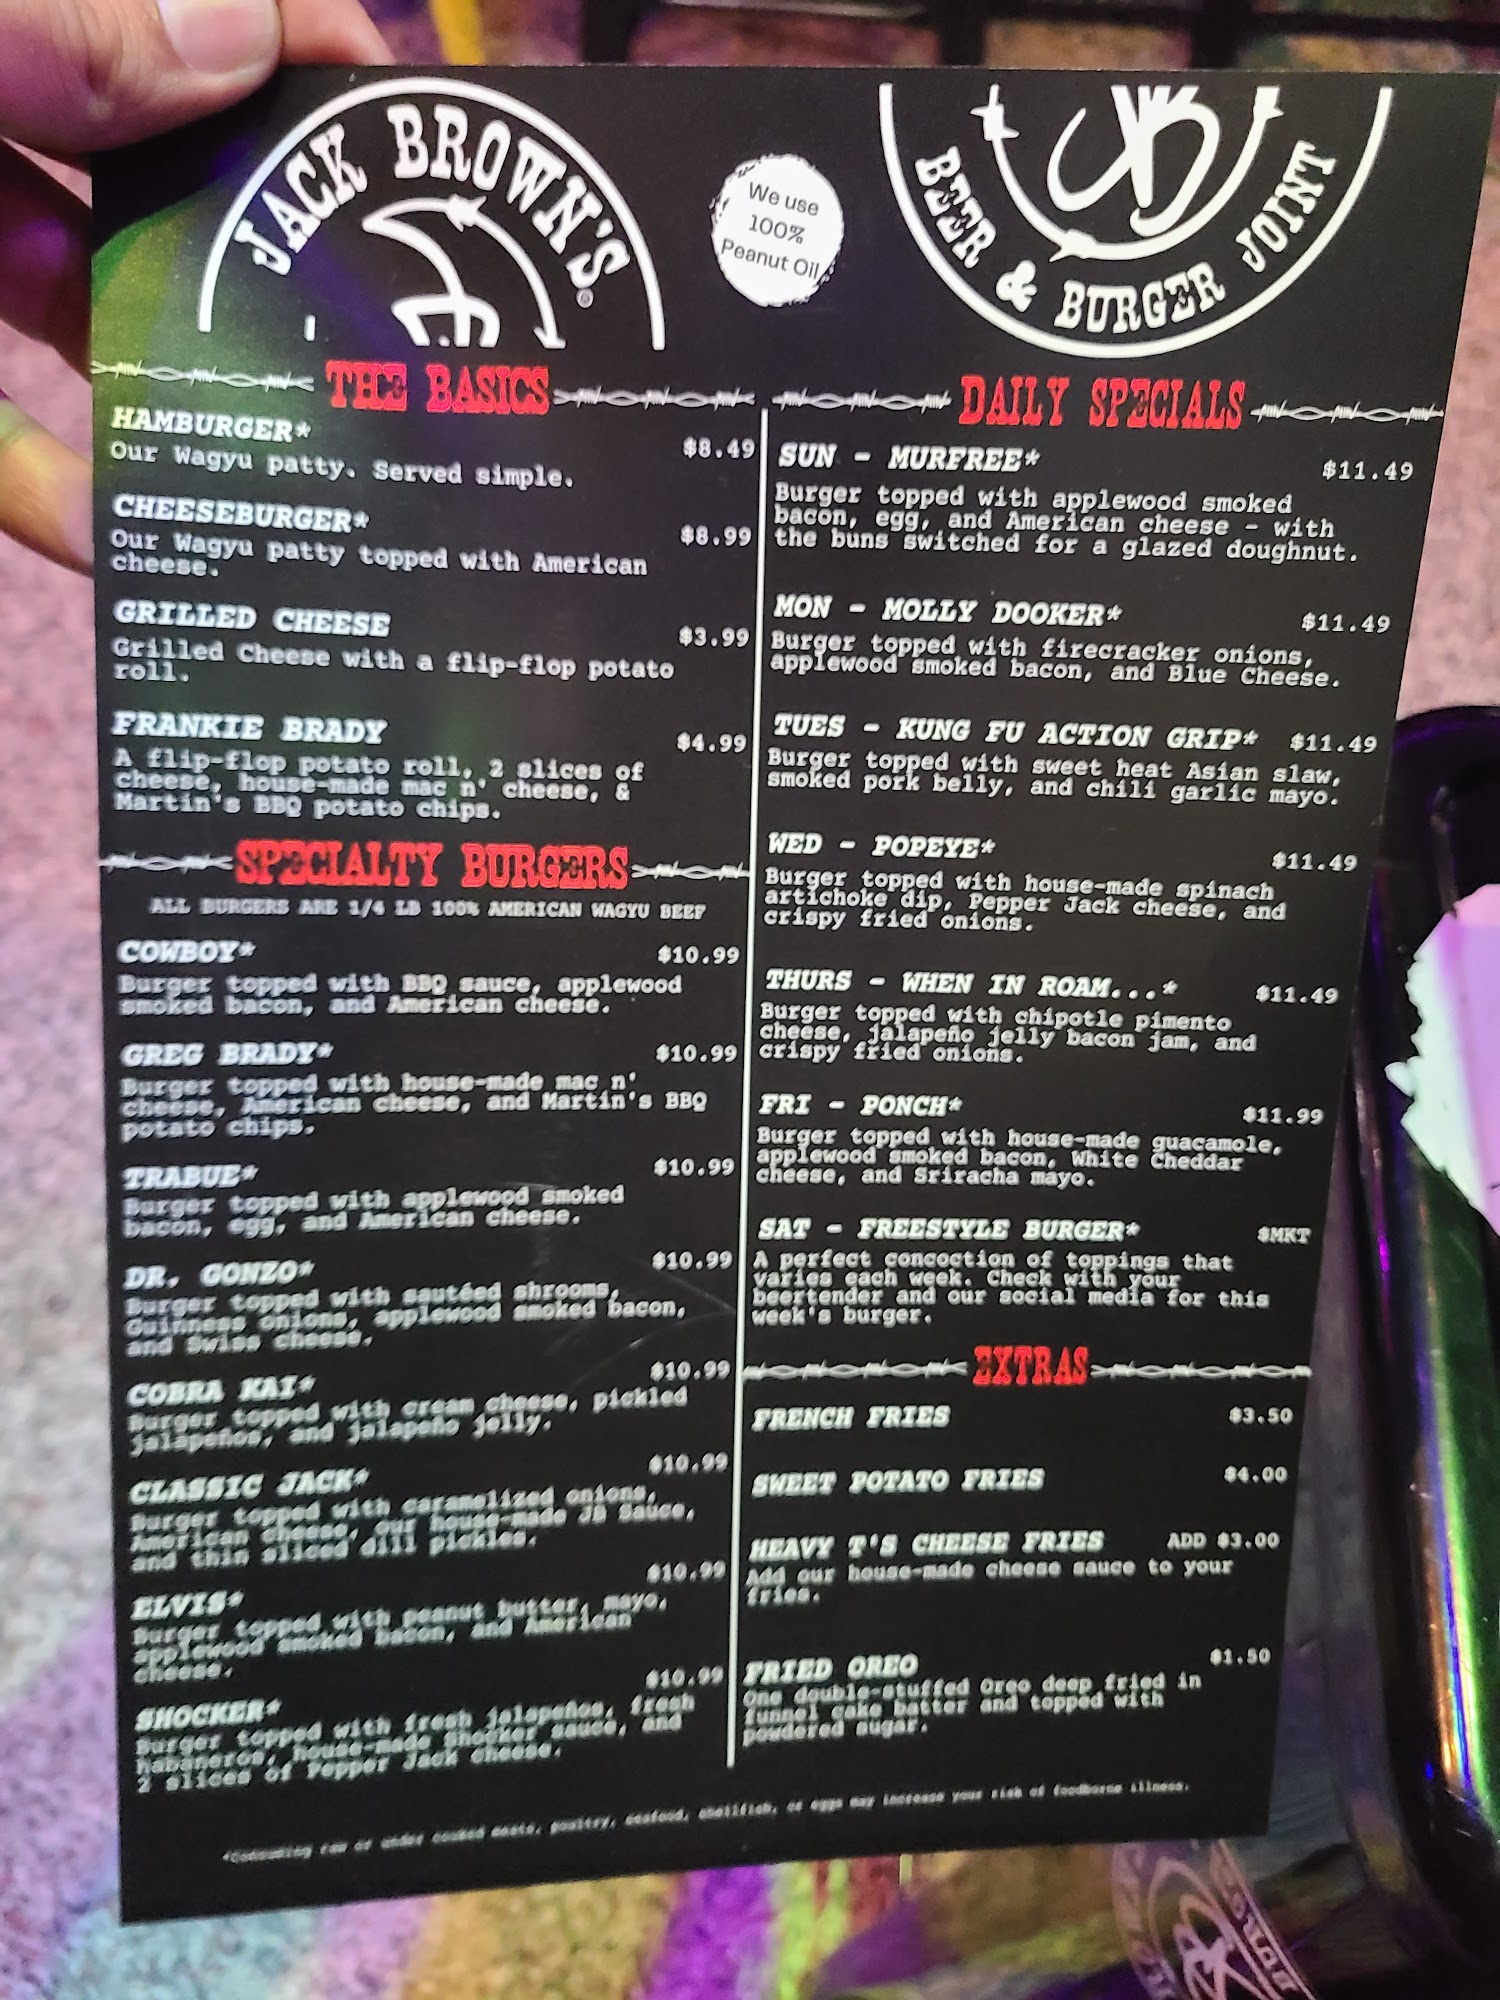 JACK BROWN'S
BEER & BURGER JOINT
We use
100%
Peanut Oil
THE BASICS
HAMBURGER* $8.49
Our Wagyu patty. Served simple.
CHEESEBURGER* $8.99
Our Wagyu patty topped with American
cheese.
GRILLED CHEESE $3.99
Grilled Cheese with a flip-flop potato
roll.
FRANKIE BRADY $4.99
A flip-flop potato roll, 2 slices of
cheese, house-made mac n' cheese, &
Martin's BBQ potato chips.
SPECIALTY BURGERS
ALL BURGERS ARE 1/4 LB 100% AMERICAN WAGYU BEEF
COWBOY* $10.99
Burger topped with BBQ sauce, applewood
smoked bacon, and American cheese.
GREG BRADY* $10.99
Burger topped with house-made mac n'
cheese, American cheese, and Martin's BBQ
potato chips.
TRABUE* $10.99
Burger topped with applewood smoked
bacon, egg, and American cheese.
DR. GONZO* $10.99
Burger topped with sautéed shrooms,
Guinness onions, applewood smoked bacon,
and Swiss cheese.
COBRA KAI* $10.99
Burger topped with cream cheese, pickled
jalapeños, and jalapeño jelly.
CLASSIC JACK* $10.99
Burger topped with caramelized onions,
American cheese, our house-made JB Sauce,
and thin sliced dill pickles.
ELVIS* $10.99
Burger topped with peanut butter, mayo,
applewood smoked bacon, and American
cheese.
SHOCKER* $10.99
Burger topped with fresh jalapeños, fresh
habaneros, house-made Shocker sauce, and
2 slices of Pepper Jack cheese.
DAILY SPECIALS
SUN - MURFREE* $11.49
Burger topped with applewood smoked
bacon, egg, and American cheese - with
the buns switched for a glazed doughnut.
MON - MOLLY DOOKER* $11.49
Burger topped with firecracker onions,
applewood smoked bacon, and Blue Cheese.
TUES - KUNG FU ACTION GRIP* $11.49
Burger topped with sweet heat Asian slaw,
smoked pork belly, and chili garlic mayo.
WED - POPEYE* $11.49
Burger topped with house-made spinach
artichoke dip, Pepper Jack cheese, and
crispy fried onions.
THURS - WHEN IN ROAM...* $11.49
Burger topped with chipotle pimento
cheese, jalapeño jelly bacon jam, and
crispy fried onions.
FRI - PONCH* $11.99
Burger topped with house-made guacamole,
applewood smoked bacon, White Cheddar
cheese, and Sriracha mayo.
SAT - FREESTYLE BURGER* $MKT
A perfect concoction of toppings that
varies each week. Check with your
beertender and our social media for this
week's burger.
EXTRAS
FRENCH FRIES $3.50
SWEET POTATO FRIES $4.00
HEAVY T'S CHEESE FRIES ADD $3.00
Add our house-made cheese sauce to your
fries.
FRIED OREO $1.50
One double-stuffed Oreo deep fried in
funnel cake batter and topped with
powdered sugar.
*Consuming raw or under cooked meats, poultry, seafood, shellfish, or eggs may increase your risk of foodborne illness.